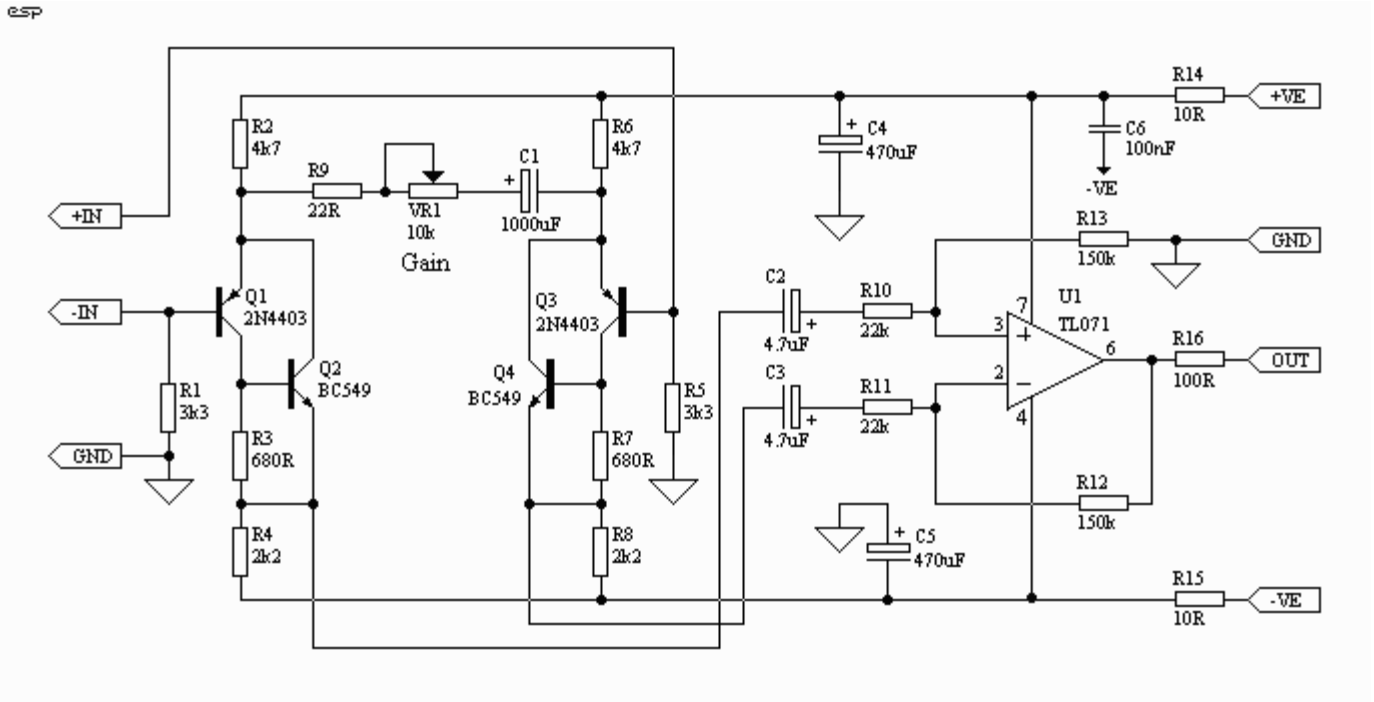 esp
R14
+VE
10R
R2
4k7
R6
4k7
C4
470uF
+
C6
100nF
-VE
R9
22R
VR1
10k
Gain
C1
+
1000uF
+IN
R13
150k
GND
-IN
Q1
2N4403
Q3
2N4403
C2
+
4.7uF
R10
22k
U1
TL071
7
3
+
2
−
6
4
R16
100R
OUT
Q2
BC549
Q4
BC549
C3
+
4.7uF
R11
22k
R1
3k3
R5
3k3
GND
R3
680R
R7
680R
R12
150k
R4
2k2
R8
2k2
+
C5
470uF
R15
10R
-VE